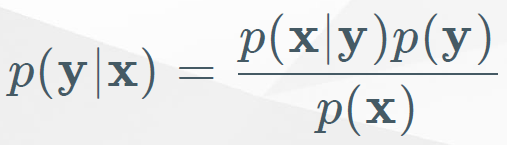 p(y|x) = p(x|y)p(y) / p(x)